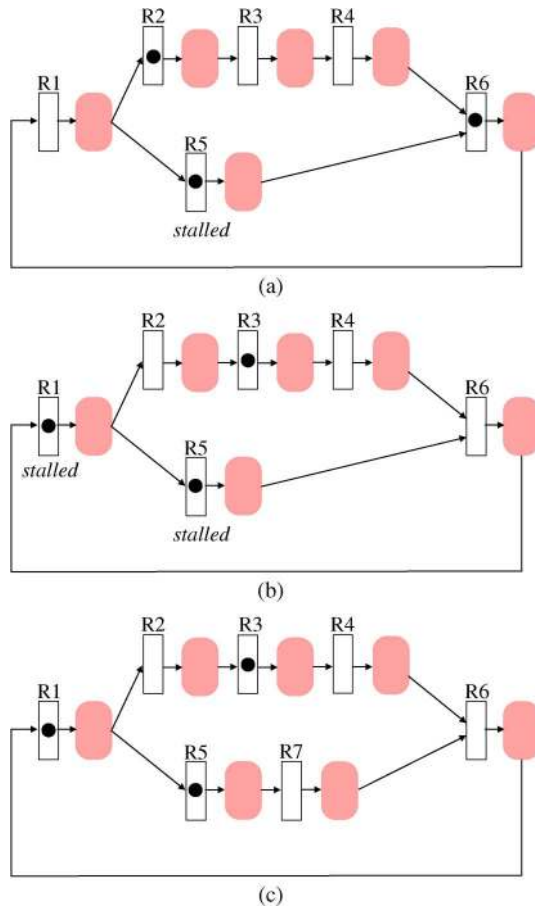 R2 R3 R4
R1 R6
R5
stalled
(a)
R2 R3 R4
R1 R6
stalled R5
stalled
(b)
R2 R3 R4
R1 R6
R5 R7
(c)